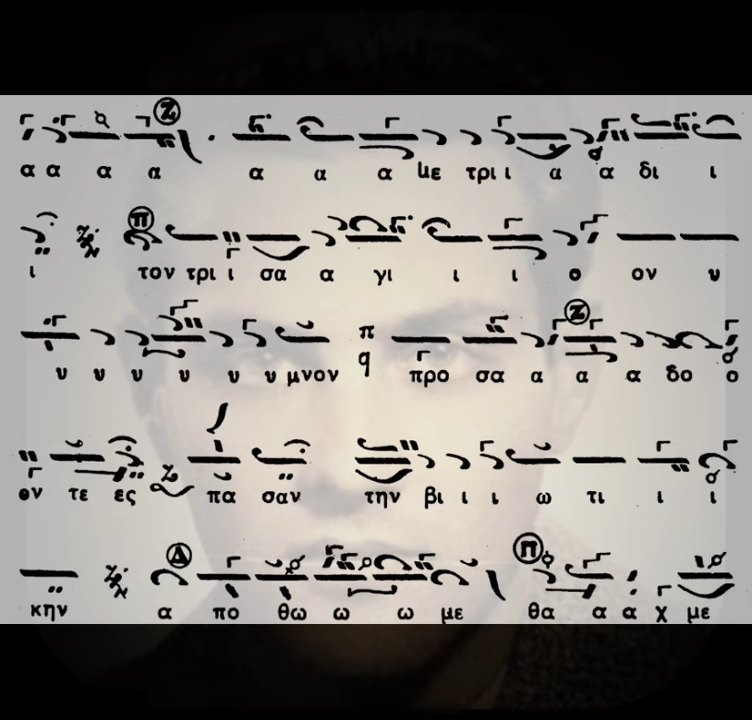 α α α α α α α με τρι ι α α δι ι
ι τον τρι ι σα α γι ι ι ο ον υ
υ υ υ υ υ υ μνον π q προ σα α α α δο ο
ον τε ες πα σαν την βι ι ι ω τι ι ι
κην α πο θω ω ω με θα α α χ με